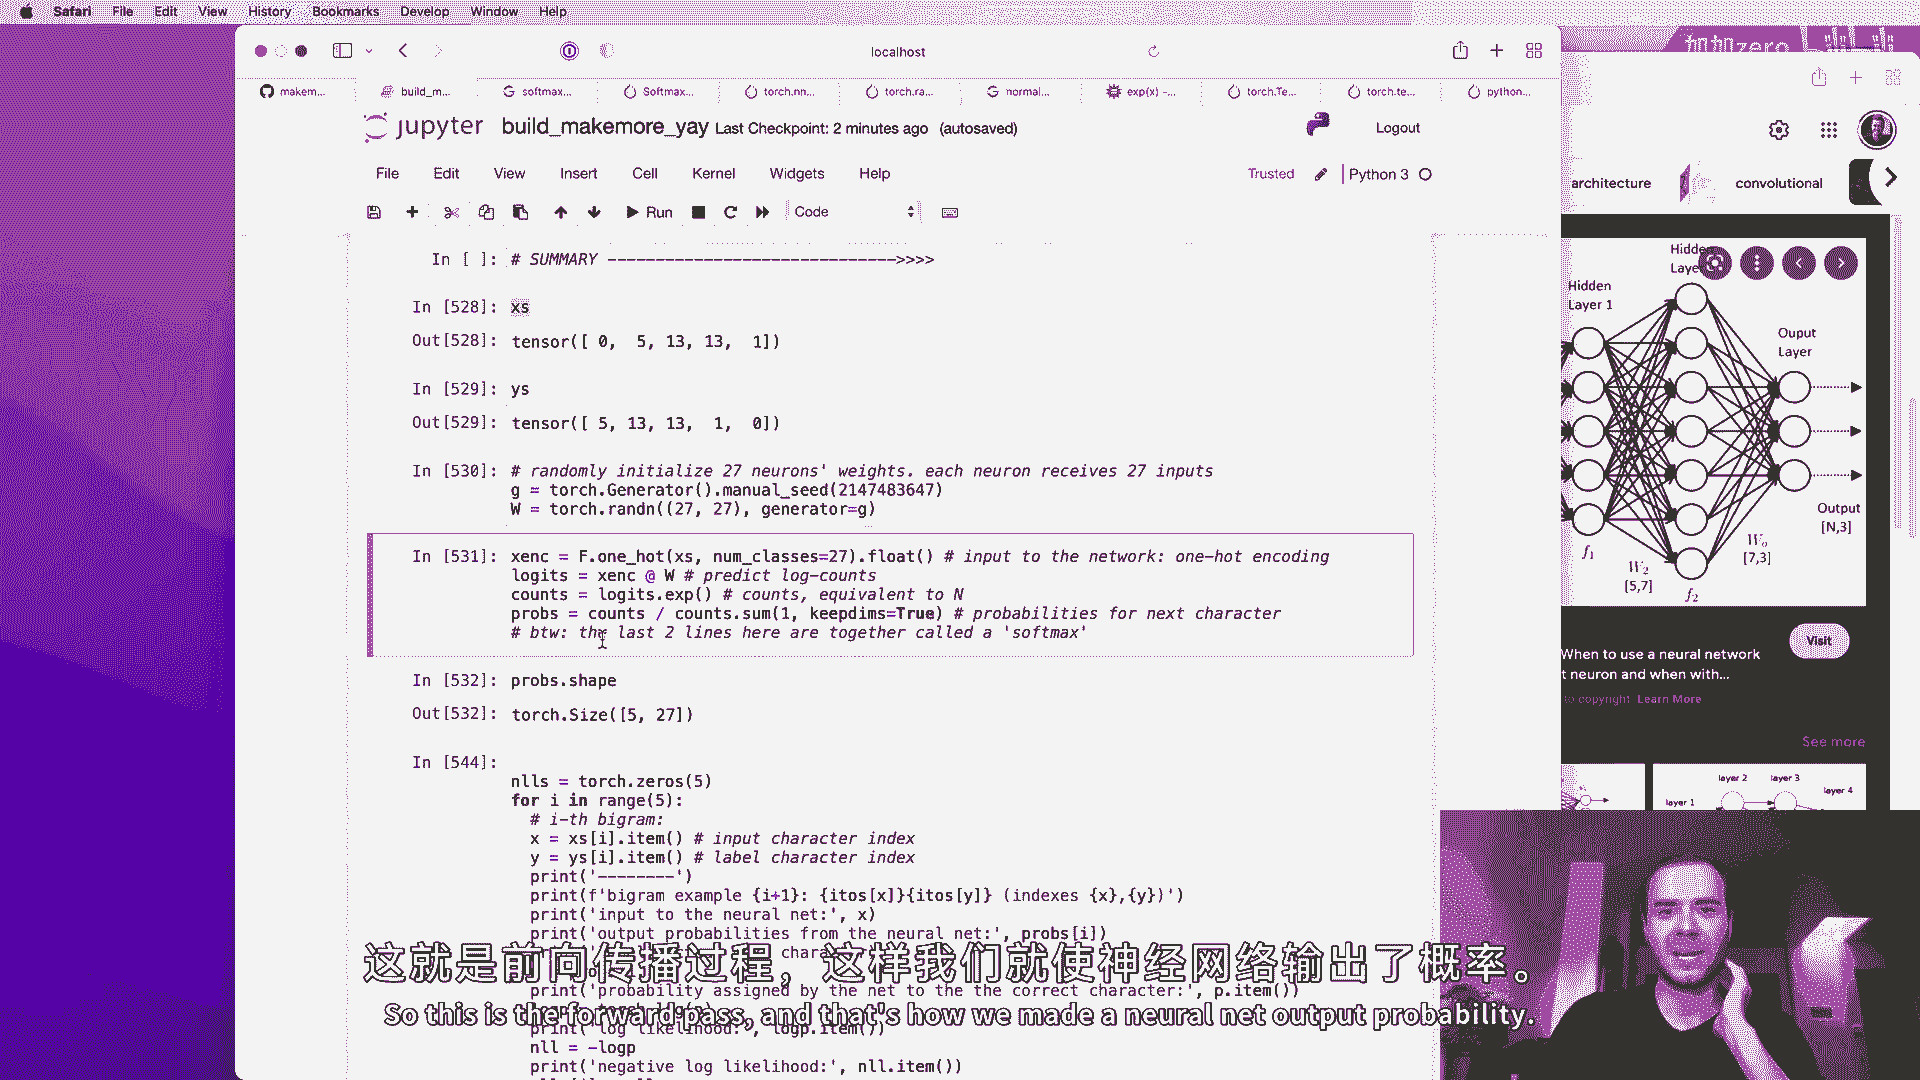 Safari File Edit View History Bookmarks Develop Window Help
localhost
makem... build_m... softmax... Softmax... torch.nn... torch.ra... normal... exp(x) –... torch.Te... torch.te... python...
加加zero
jupyter build_makemore_yay Last Checkpoint: 2 minutes ago (autosaved)
Logout
File Edit View Insert Cell Kernel Widgets Help
Trusted Python 3
Run Code
In [ ]: # SUMMARY ------------------------------>>>>
In [528]: xs
Out[528]: tensor([ 0,  5, 13, 13,  1])
In [529]: ys
Out[529]: tensor([ 5, 13, 13,  1,  0])
In [530]: # randomly initialize 27 neurons' weights. each neuron receives 27 inputs
g = torch.Generator().manual_seed(2147483647)
W = torch.randn((27, 27), generator=g)
In [531]: xenc = F.one_hot(xs, num_classes=27).float() # input to the network: one-hot encoding
logits = xenc @ W # predict log-counts
counts = logits.exp() # counts, equivalent to N
probs = counts / counts.sum(1, keepdims=True) # probabilities for next character
# btw: the last 2 lines here are together called a 'softmax'
In [532]: probs.shape
Out[532]: torch.Size([5, 27])
In [544]:
nlls = torch.zeros(5)
for i in range(5):
# i-th bigram:
x = xs[i].item() # input character index
y = ys[i].item() # label character index
print('--------')
print(f'bigram example {i+1}: {itos[x]}{itos[y]} (indexes {x},{y})')
print('input to the neural net:', x)
print('output probabilities from the neural net:', probs[i])
print('probability assigned by the net to the the correct character:', p.item())
print('log likelihood:', logp.item())
nll = -logp
print('negative log likelihood:', nll.item())
这就是前向传播过程，这样我们就使神经网络输出了概率。
So this is the forward pass, and that's how we made a neural net output probability.
architecture convolutional
Hidden
Layer 1
Hidden
Ouput
Layer
Output
[N,3]
f1
W2
[5,7]
f2
Wo
[7,3]
Visit
When to use a neural network
t neuron and when with...
to copyright Learn More
See more
layer 1
layer 2
layer 3
layer 4